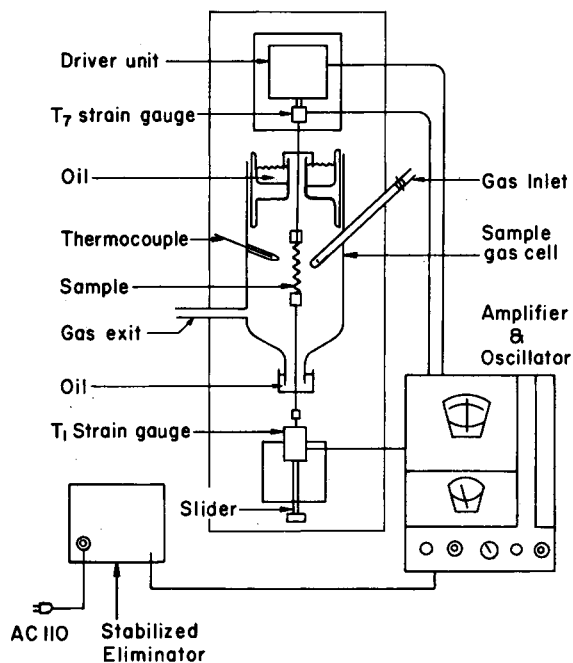 Driver unit
T7 strain gauge
Oil
Gas Inlet
Thermocouple
Sample
gas cell
Sample
Gas exit
Amplifier
&
Oscillator
Oil
T1 Strain gauge
Slider
AC 110
Stabilized
Eliminator